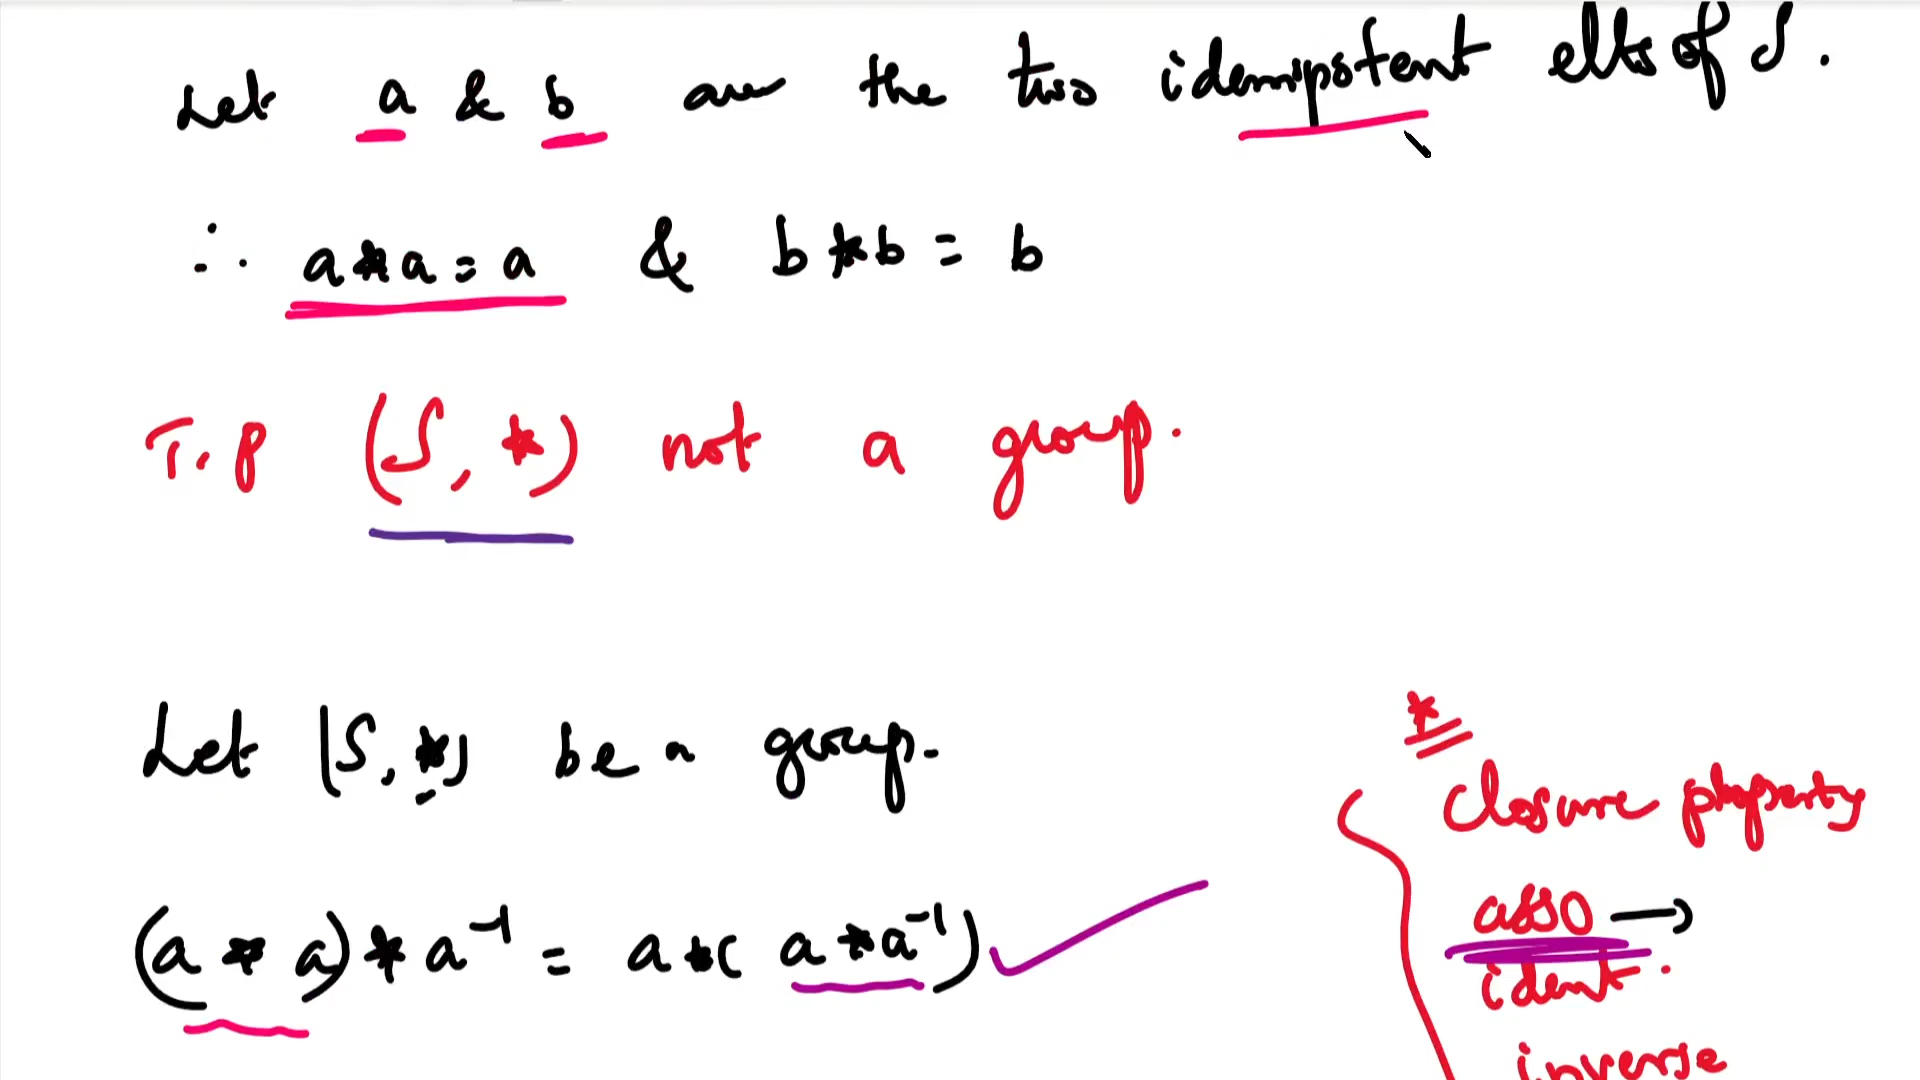 Let a & b are the two idempotent elts of S.
∴ a*a = a & b*b = b
T.P (S, *) not a group.
Let (S, *) be a group.
(a * a) * a⁻¹ = a * ( a * a⁻¹)
*
closure property
asso →
ident.
inverse